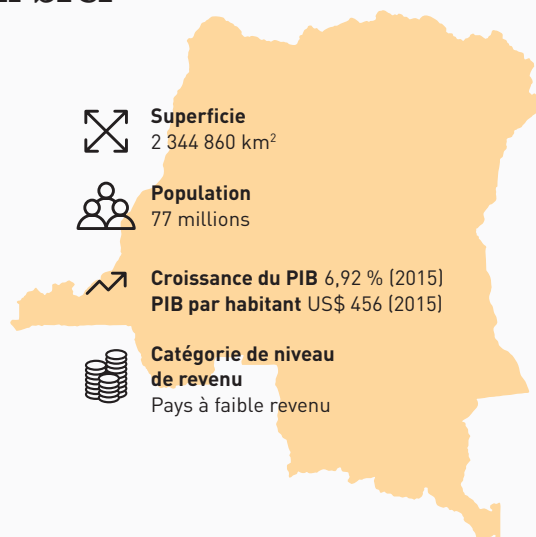 Superficie
2 344 860 km²
Population
77 millions
Croissance du PIB 6,92 % (2015)
PIB par habitant US$ 456 (2015)
Catégorie de niveau
de revenu
Pays à faible revenu